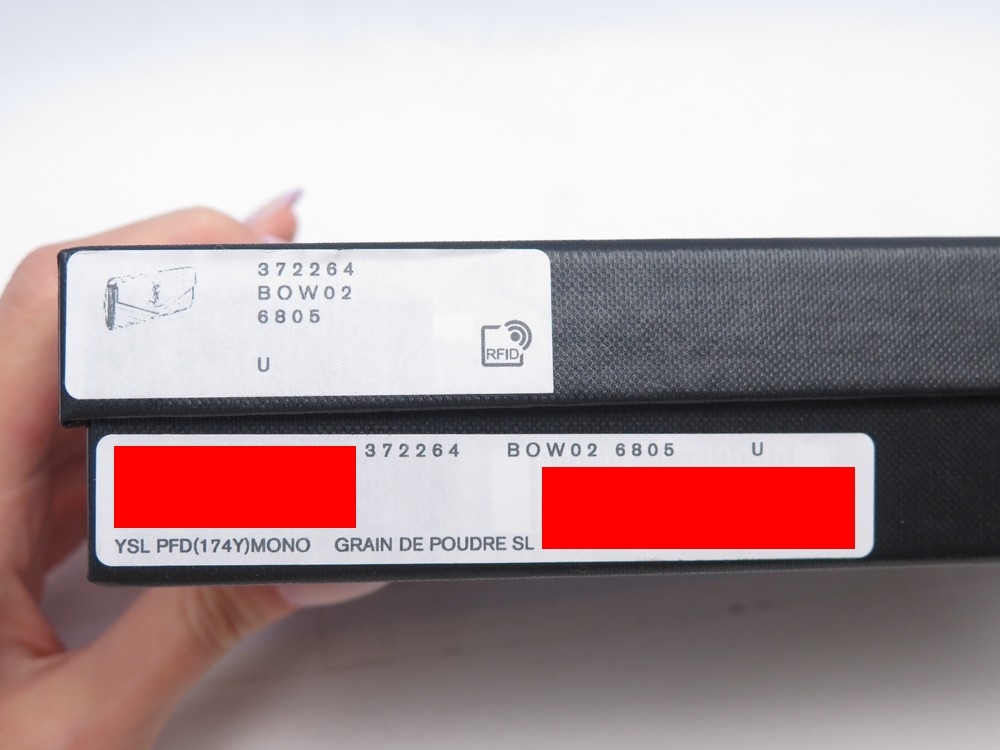 372264
BOW02
6805
U
RFID
372264 BOW02 6805 U
YSL PFD(174Y)MONO GRAIN DE POUDRE SL